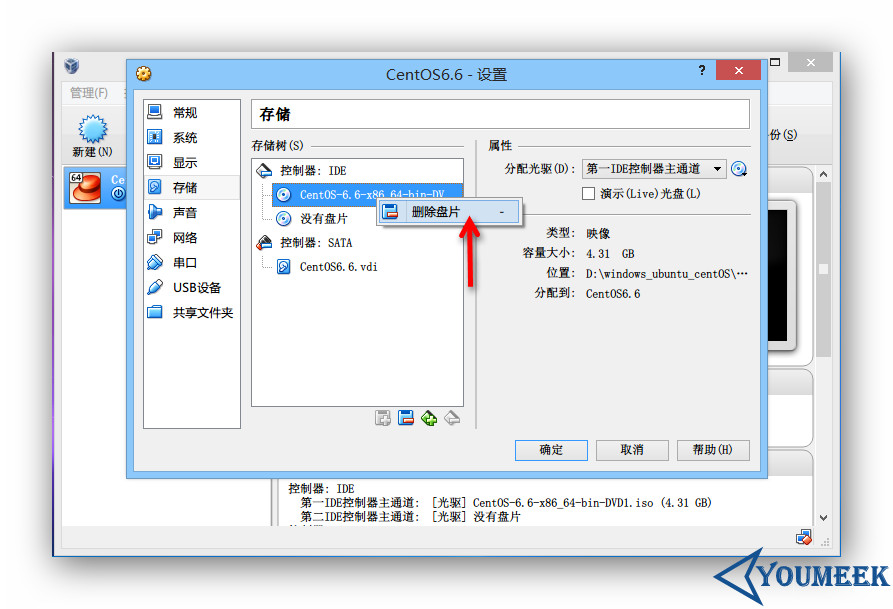 CentOS6.6 - 设置
?
管理(F)
新建(N)
份(S)
64
Ce
常规
系统
显示
存储
声音
网络
串口
USB设备
共享文件夹
存储
存储树(S)
控制器: IDE
CentOS-6.6-x86_64-bin-DV
没有盘片
控制器: SATA
CentOS6.6.vdi
删除盘片 -
属性
分配光驱(D): 第一IDE控制器主通道
演示(Live)光盘(L)
类型: 映像
容量大小: 4.31 GB
位置: D:\windows_ubuntu_centOS\···
分配到: CentOS6.6
确定 取消 帮助(H)
控制器: IDE
第一IDE控制器主通道: [光驱] CentOS-6.6-x86_64-bin-DVD1.iso (4.31 GB)
第二IDE控制器主通道: [光驱] 没有盘片
YOUMEEK